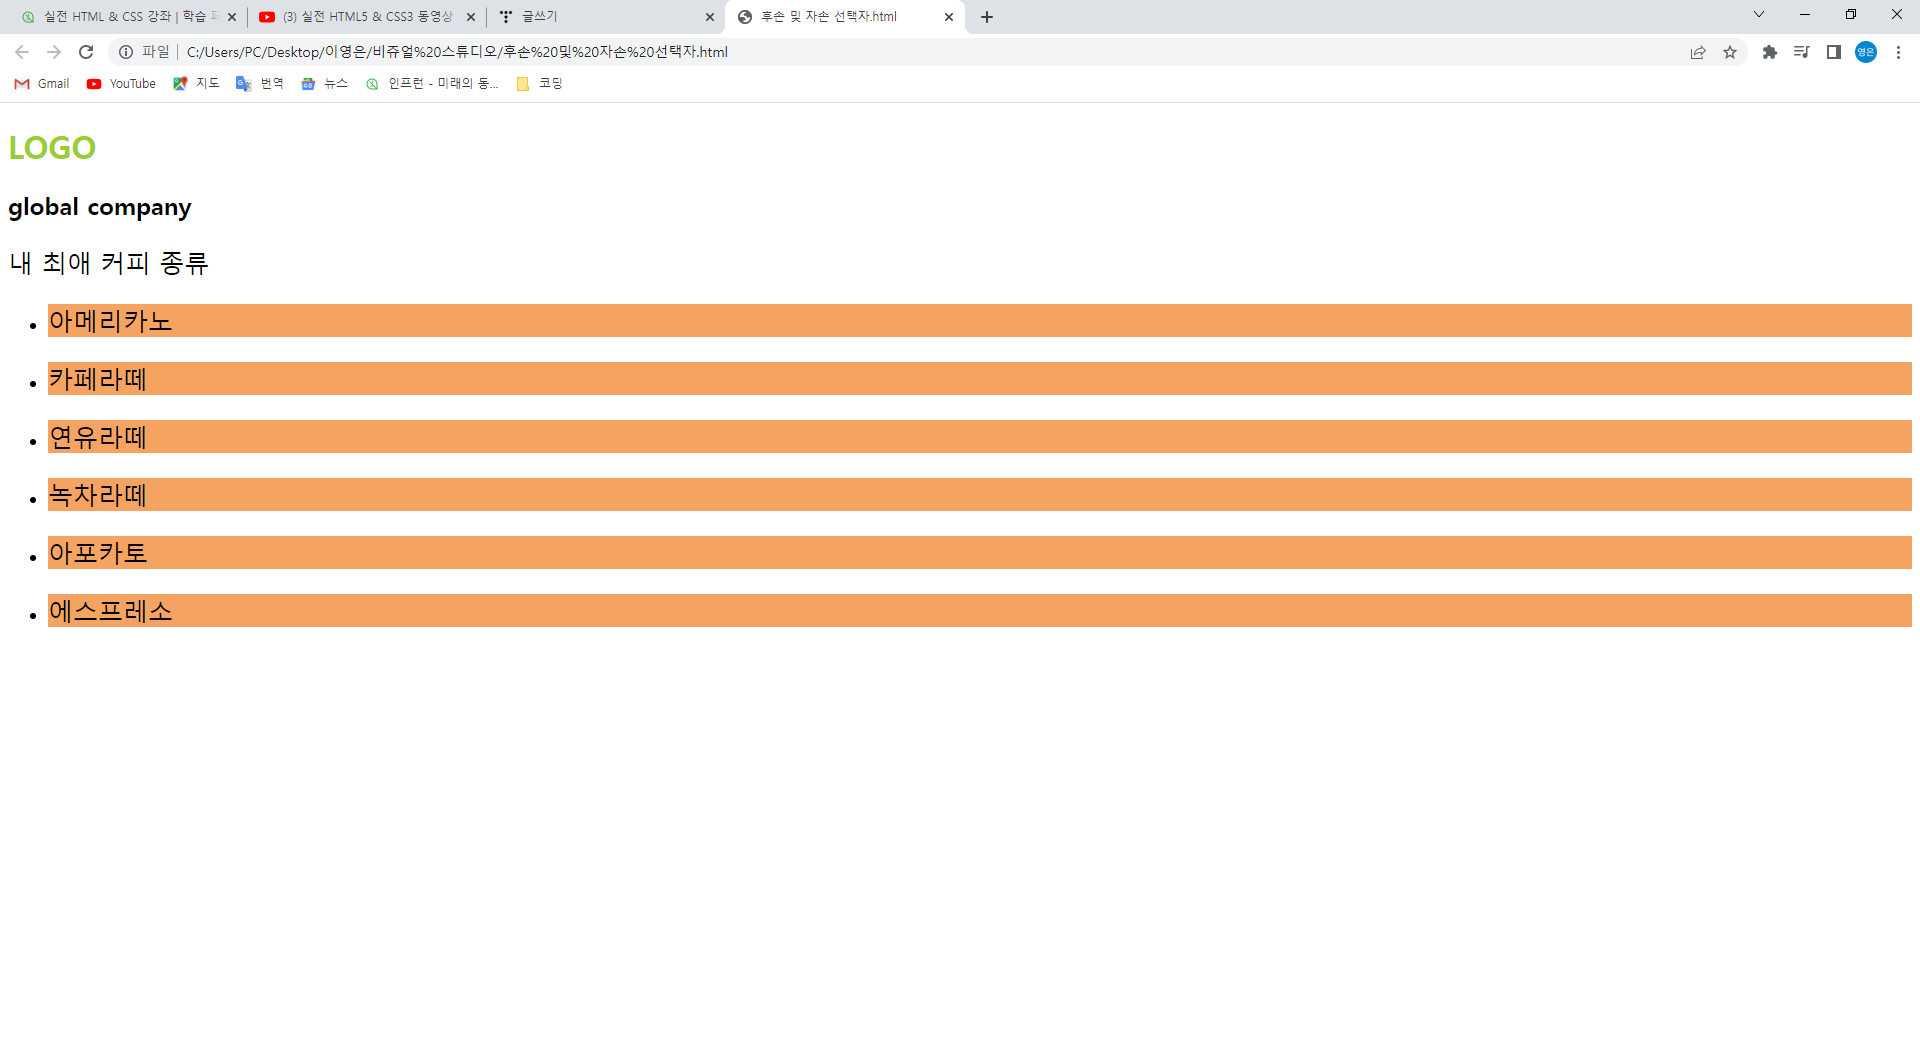 실전 HTML & CSS 강좌 | 학습 페
(3) 실전 HTML5 & CSS3 동영상
글쓰기
후손 및 자손 선택자.html
파일
C:/Users/PC/Desktop/이영은/비쥬얼%20스튜디오/후손%20및%20자손%20선택자.html
영은
Gmail
YouTube
지도
번역
뉴스
인프런 - 미래의 동...
코딩
LOGO
global company
내 최애 커피 종류
아메리카노
카페라떼
연유라떼
녹차라떼
아포카토
에스프레소